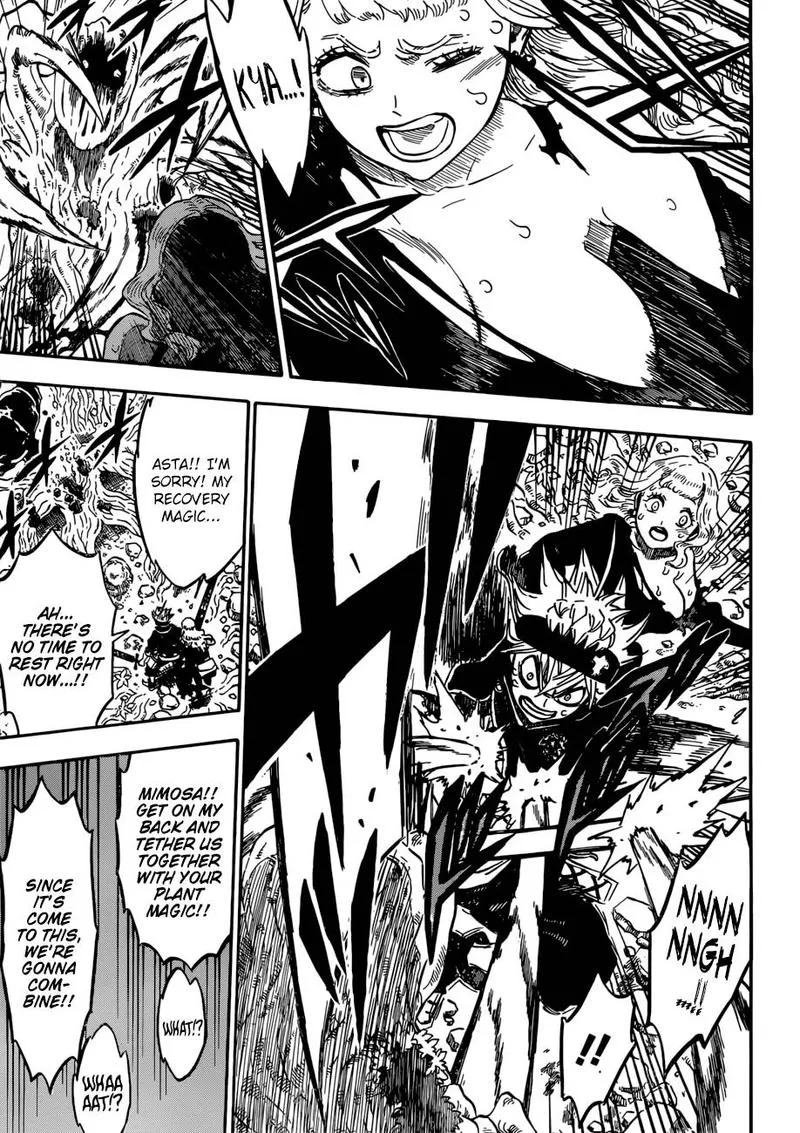 KYA...!
NNNN
NNGH
!!
!!
ASTA!! I'M
SORRY! MY
RECOVERY
MAGIC...
AH...
THERE'S
NO TIME TO
REST RIGHT
NOW...!!
MIMOSA!!
GET ON MY
BACK AND
TETHER US
TOGETHER
WITH YOUR
PLANT
MAGIC!!
WHAT!?
SINCE
IT'S
COME
TO THIS,
WE'RE
GONNA
COM-
BINE!!
WHAA
AAT!?